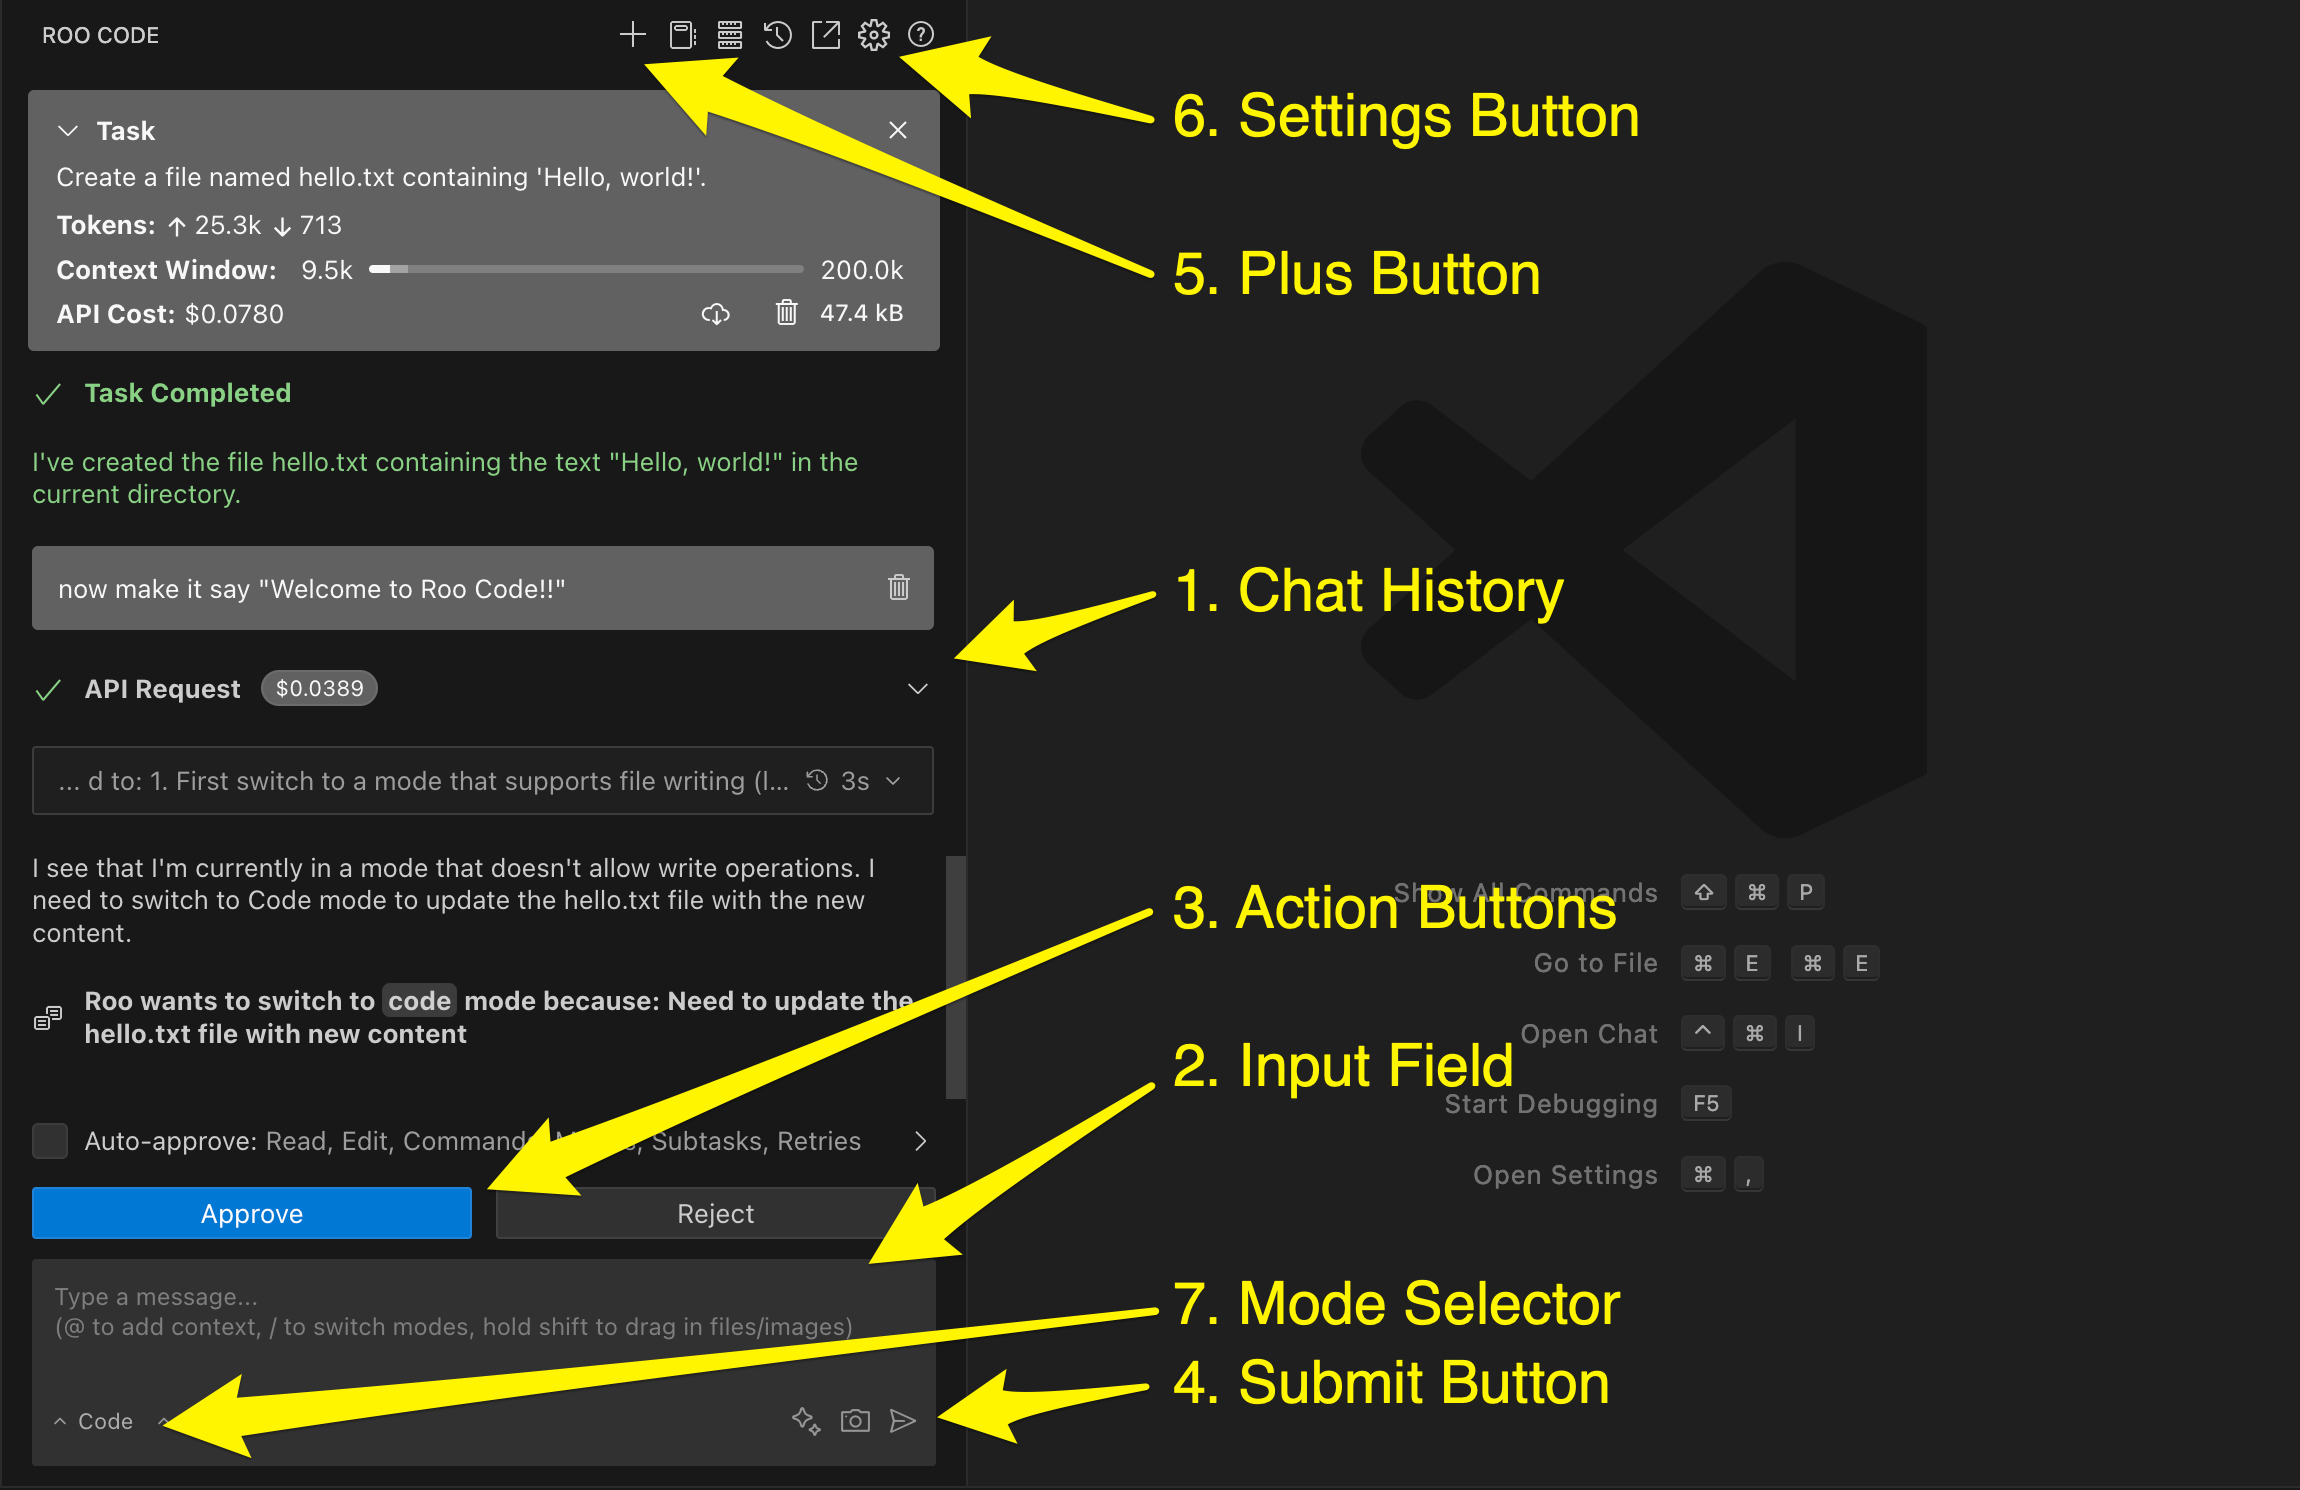 ROO CODE
Task
Create a file named hello.txt containing 'Hello, world!'.
Tokens: ↑ 25.3k ↓ 713
Context Window: 9.5k 200.0k
API Cost: $0.0780 47.4 kB
Task Completed
I've created the file hello.txt containing the text "Hello, world!" in the
current directory.
now make it say "Welcome to Roo Code!!"
API Request $0.0389
... d to: 1. First switch to a mode that supports file writing (l... 3s
I see that I'm currently in a mode that doesn't allow write operations. I
need to switch to Code mode to update the hello.txt file with the new
content.
Roo wants to switch to code mode because: Need to update the
hello.txt file with new content
Auto-approve: Read, Edit, Commands, Subtasks, Retries
Approve Reject
Type a message...
(@ to add context, / to switch modes, hold shift to drag in files/images)
Code
6. Settings Button
5. Plus Button
1. Chat History
3. Action Buttons
2. Input Field
7. Mode Selector
4. Submit Button
Show All Commands ⇧ ⌘ P
Go to File ⌘ E ⌘ E
Open Chat ^ ⌘ I
Start Debugging F5
Open Settings ⌘ ,